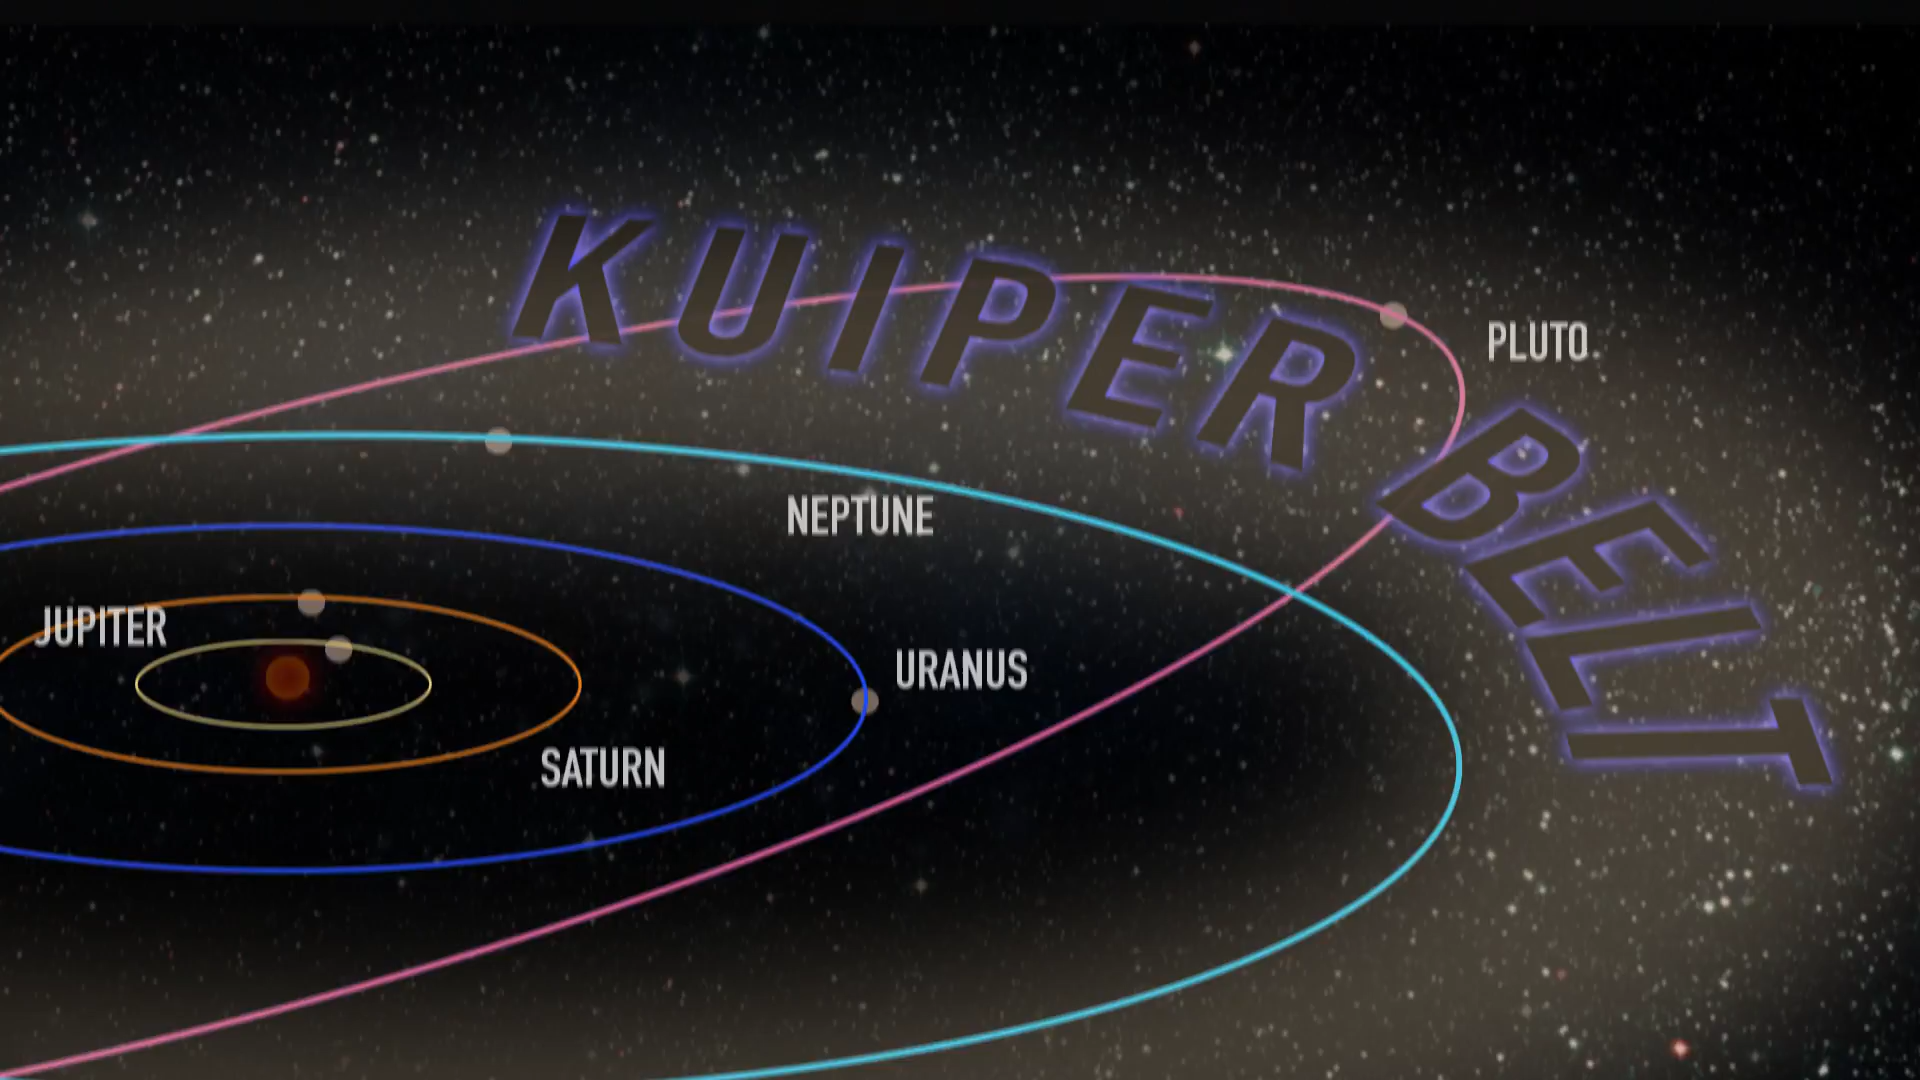 KUIPER BELT
PLUTO
NEPTUNE
JUPITER
URANUS
SATURN